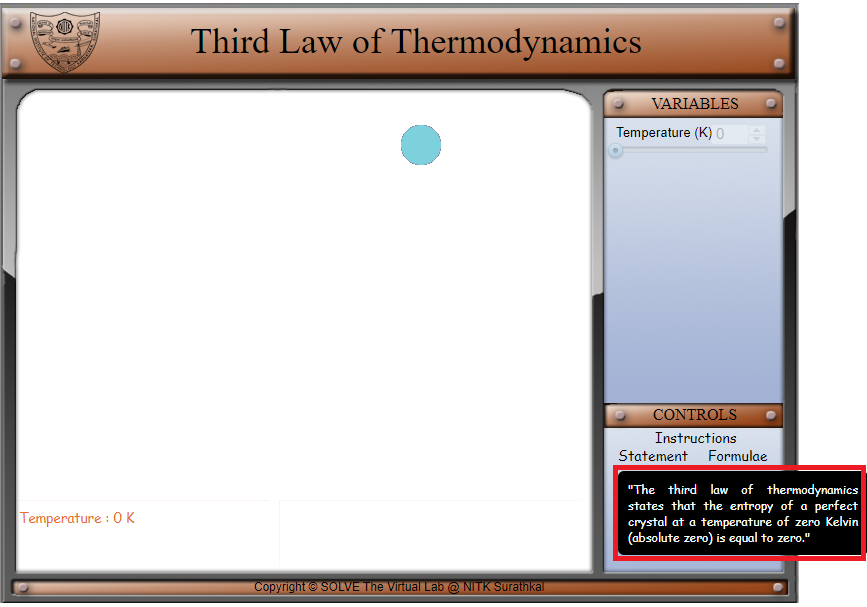 Third Law of Thermodynamics
VARIABLES
Temperature (K) 0
Temperature : 0 K
CONTROLS
Instructions
Statement Formulae
"The third law of thermodynamics
states that the entropy of a perfect
crystal at a temperature of zero Kelvin
(absolute zero) is equal to zero."
Copyright © SOLVE The Virtual Lab @ NITK Surathkal